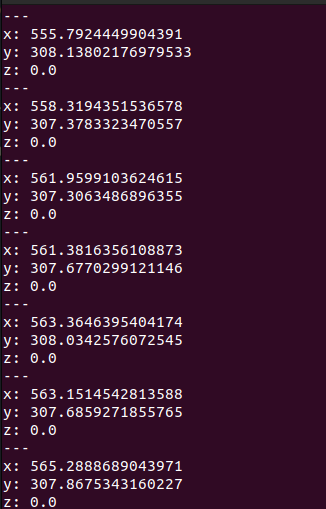 ---
x: 555.7924449904391
y: 308.13802176979533
z: 0.0
---
x: 558.3194351536578
y: 307.3783323470557
z: 0.0
---
x: 561.9599103624615
y: 307.3063486896355
z: 0.0
---
x: 561.3816356108873
y: 307.6770299121146
z: 0.0
---
x: 563.3646395404174
y: 308.0342576072545
z: 0.0
---
x: 563.1514542813588
y: 307.6859271855765
z: 0.0
---
x: 565.2888689043971
y: 307.8675343160227
z: 0.0